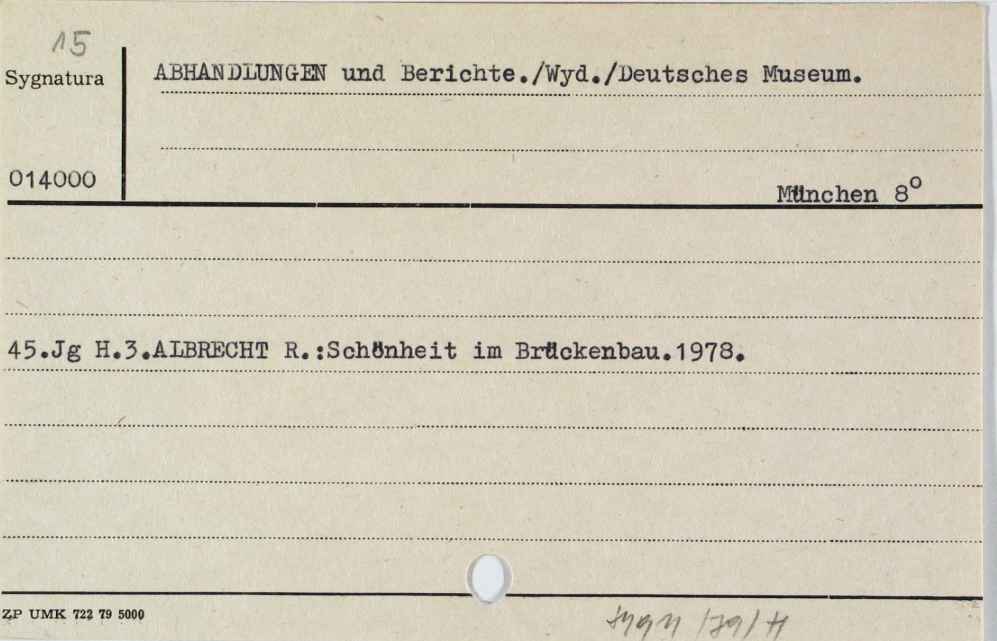 15
Sygnatura
ABHANDLUNGEN und Berichte./Wyd./Deutsches Museum.
014000
München 8°
45.Jg H.3.ALBRECHT R.:Schönheit im Brückenbau.1978.
ZP UMK 722 79 5000